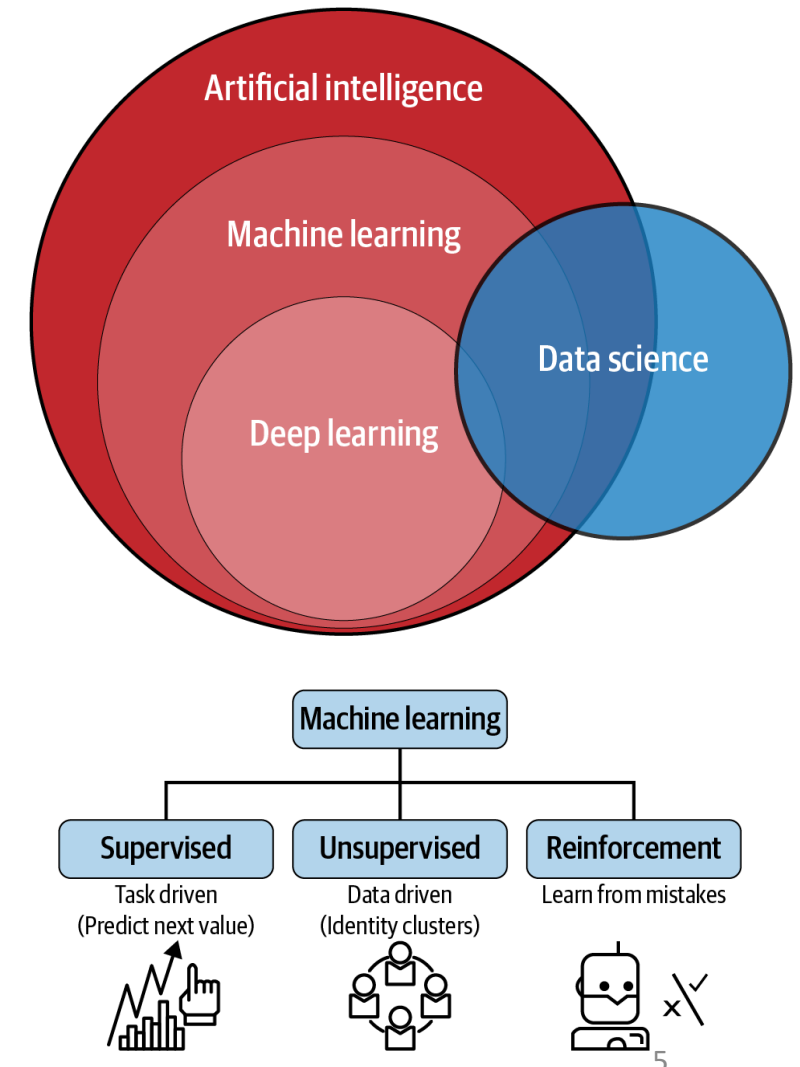 Artificial intelligence
Machine learning
Data science
Deep learning
Machine learning
Supervised
Unsupervised
Reinforcement
Task driven
(Predict next value)
Data driven
(Identity clusters)
Learn from mistakes
5